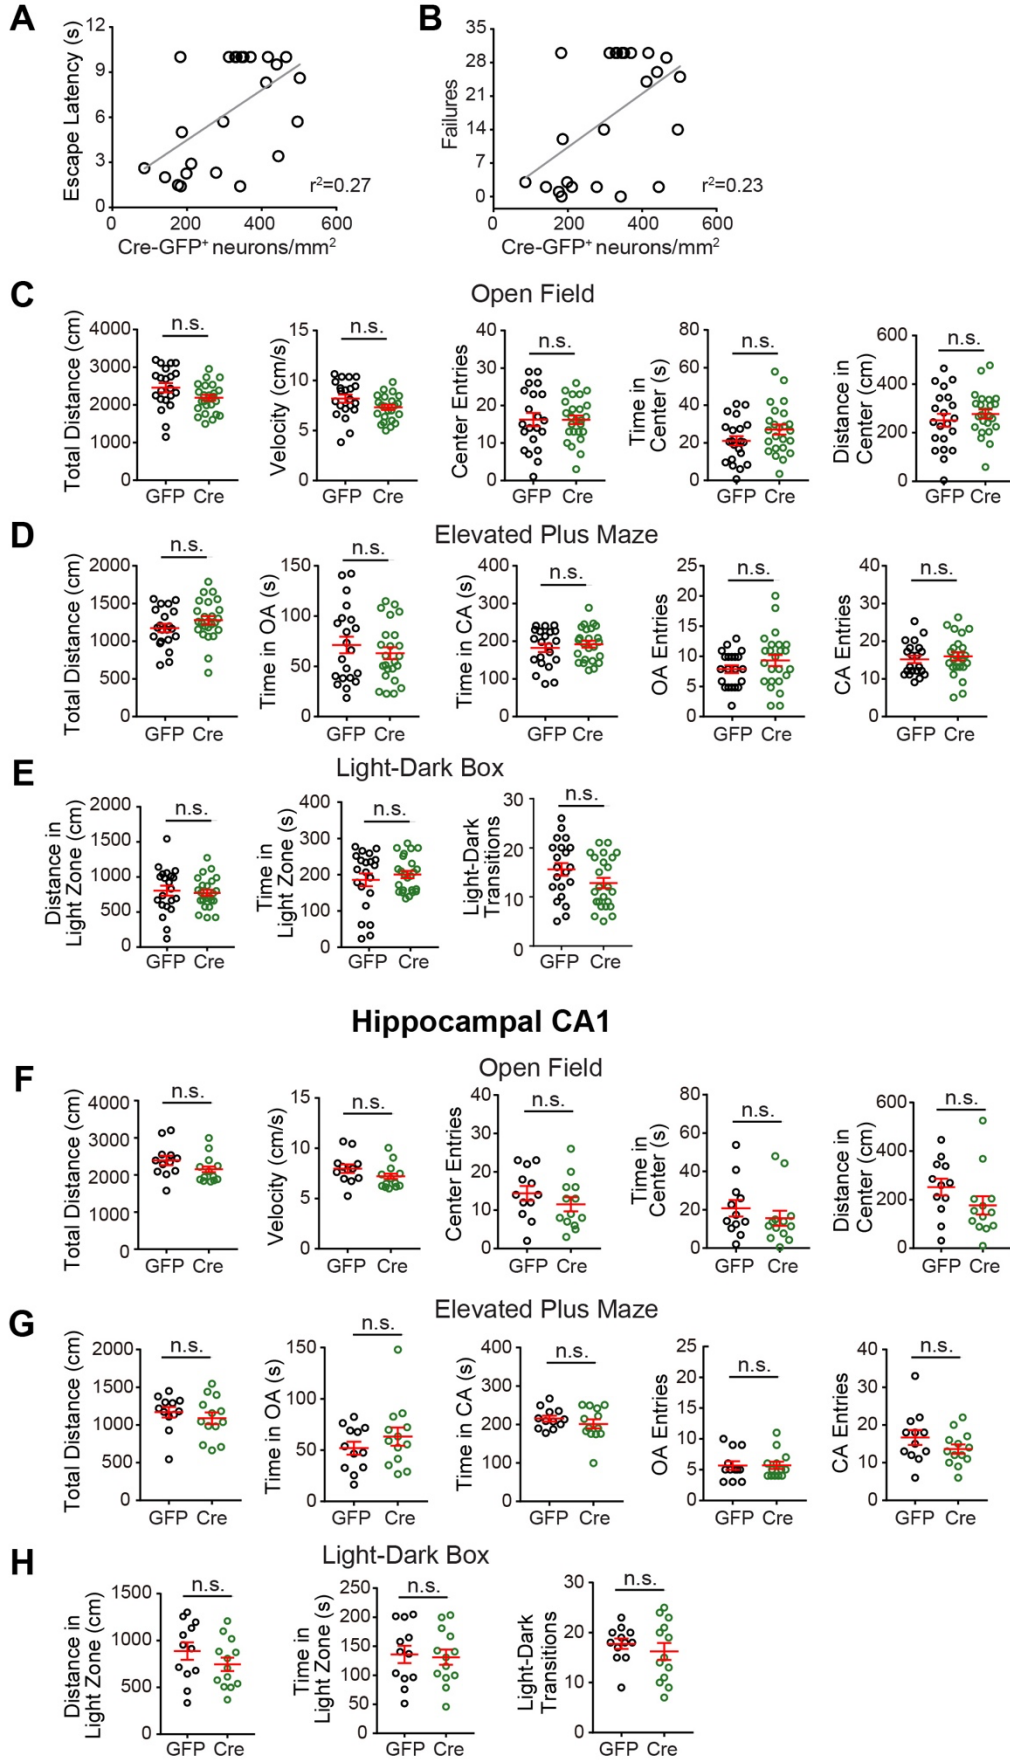 A
Escape Latency (s)
12
9
6
3
0
r²=0.27
0 200 400 600
Cre-GFP⁺ neurons/mm²
B
Failures
35
28
21
14
7
0
r²=0.23
0 200 400 600
Cre-GFP⁺ neurons/mm²
C
Open Field
Total Distance (cm)
4000
3000
2000
1000
0
n.s.
GFP Cre
Velocity (cm/s)
15
10
5
0
n.s.
GFP Cre
Center Entries
40
30
20
10
0
n.s.
GFP Cre
Time in
Center (s)
80
60
40
20
0
n.s.
GFP Cre
Distance in
Center (cm)
600
400
200
0
n.s.
GFP Cre
D
Elevated Plus Maze
Total Distance (cm)
2000
1500
1000
500
0
n.s.
GFP Cre
Time in OA (s)
150
100
50
0
n.s.
GFP Cre
Time in CA (s)
400
300
200
100
0
n.s.
GFP Cre
OA Entries
25
20
15
10
5
0
n.s.
GFP Cre
CA Entries
40
30
20
10
0
n.s.
GFP Cre
E
Light-Dark Box
Distance in
Light Zone (cm)
2000
1500
1000
500
0
n.s.
GFP Cre
Time in
Light Zone (s)
400
300
200
100
0
n.s.
GFP Cre
Light-Dark
Transitions
30
20
10
0
n.s.
GFP Cre
Hippocampal CA1
F
Open Field
Total Distance (cm)
4000
3000
2000
1000
0
n.s.
GFP Cre
Velocity (cm/s)
15
10
5
0
n.s.
GFP Cre
Center Entries
40
30
20
10
0
n.s.
GFP Cre
Time in
Center (s)
80
60
40
20
0
n.s.
GFP Cre
Distance in
Center (cm)
600
400
200
0
n.s.
GFP Cre
G
Elevated Plus Maze
Total Distance (cm)
2000
1500
1000
500
0
n.s.
GFP Cre
Time in OA (s)
150
100
50
0
n.s.
GFP Cre
Time in CA (s)
400
300
200
100
0
n.s.
GFP Cre
OA Entries
25
20
15
10
5
0
n.s.
GFP Cre
CA Entries
40
30
20
10
0
n.s.
GFP Cre
H
Light-Dark Box
Distance in
Light Zone (cm)
1500
1000
500
0
n.s.
GFP Cre
Time in
Light Zone (s)
250
200
150
100
50
0
n.s.
GFP Cre
Light-Dark
Transitions
30
20
10
0
n.s.
GFP Cre